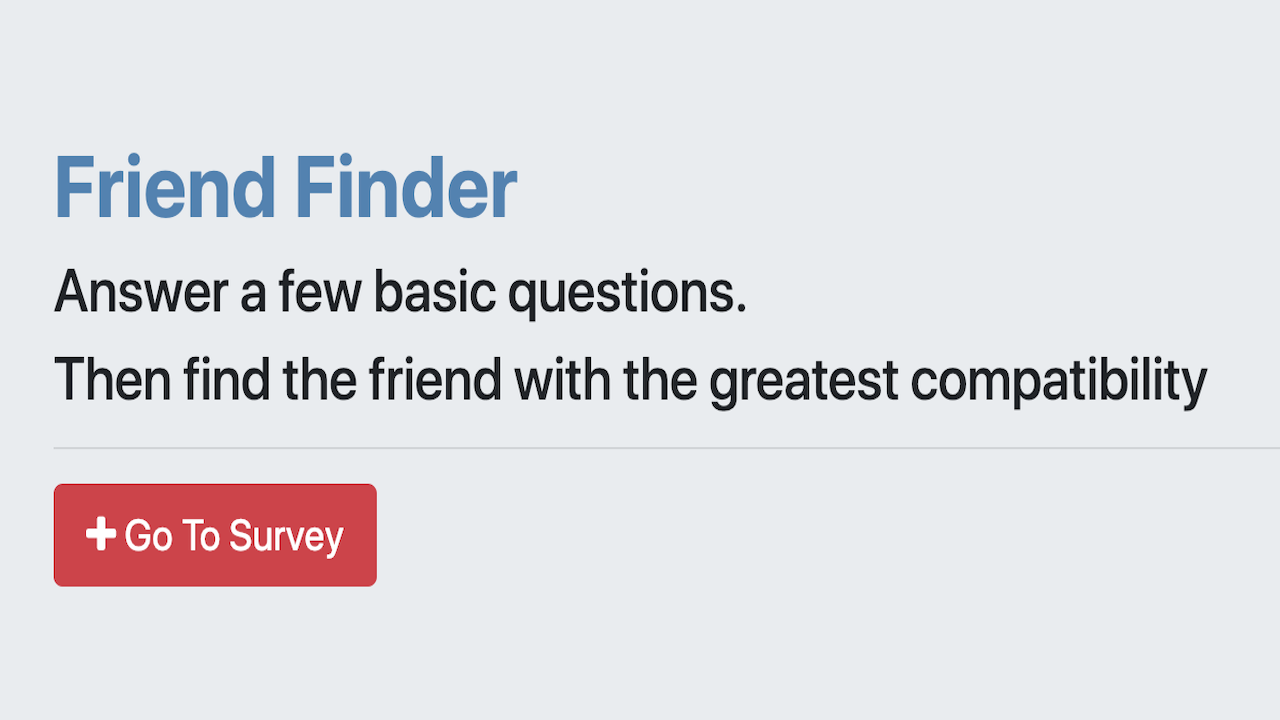 Friend Finder
Answer a few basic questions.
Then find the friend with the greatest compatibility
Go To Survey